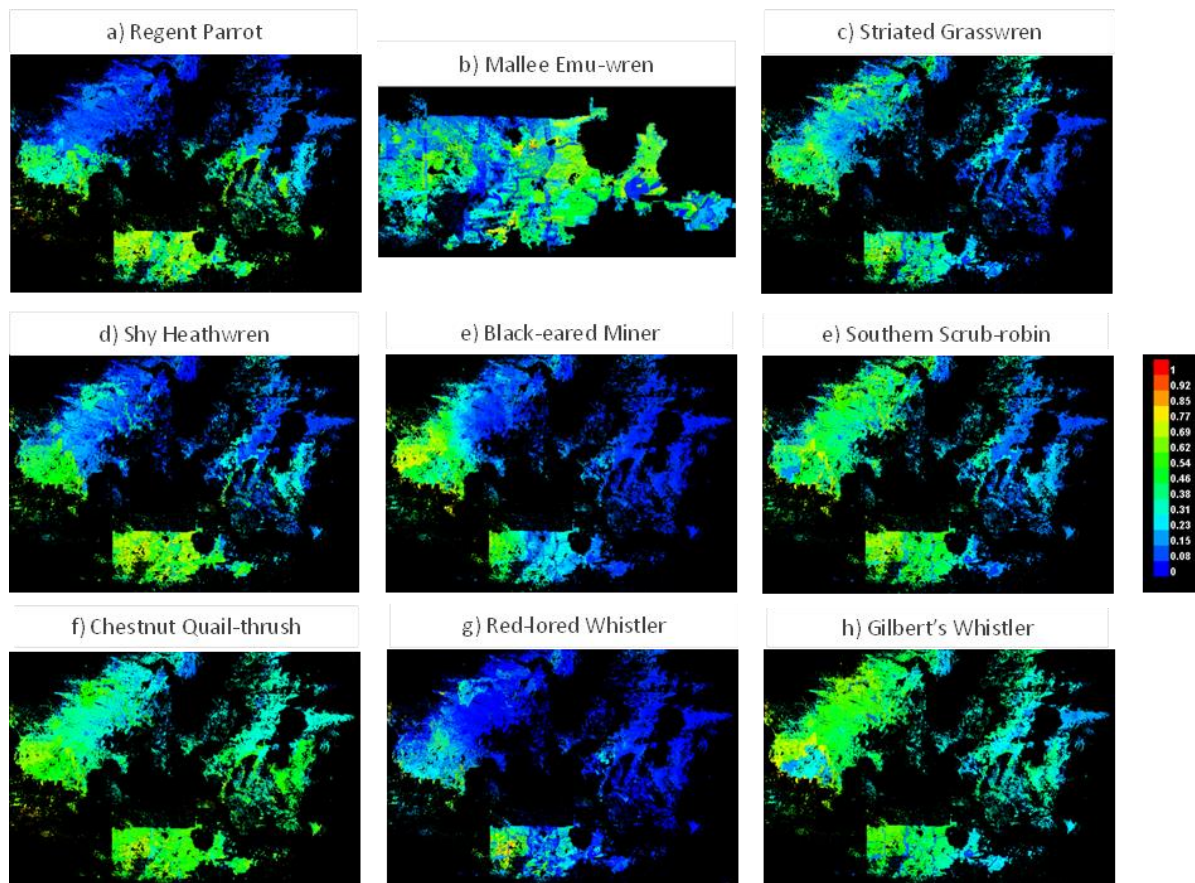 a) Regent Parrot
b) Mallee Emu-wren
c) Striated Grasswren
d) Shy Heathwren
e) Black-eared Miner
e) Southern Scrub-robin
1
0.92
0.85
0.77
0.69
0.62
0.54
0.46
0.38
0.31
0.23
0.15
0.08
0
f) Chestnut Quail-thrush
g) Red-lored Whistler
h) Gilbert's Whistler